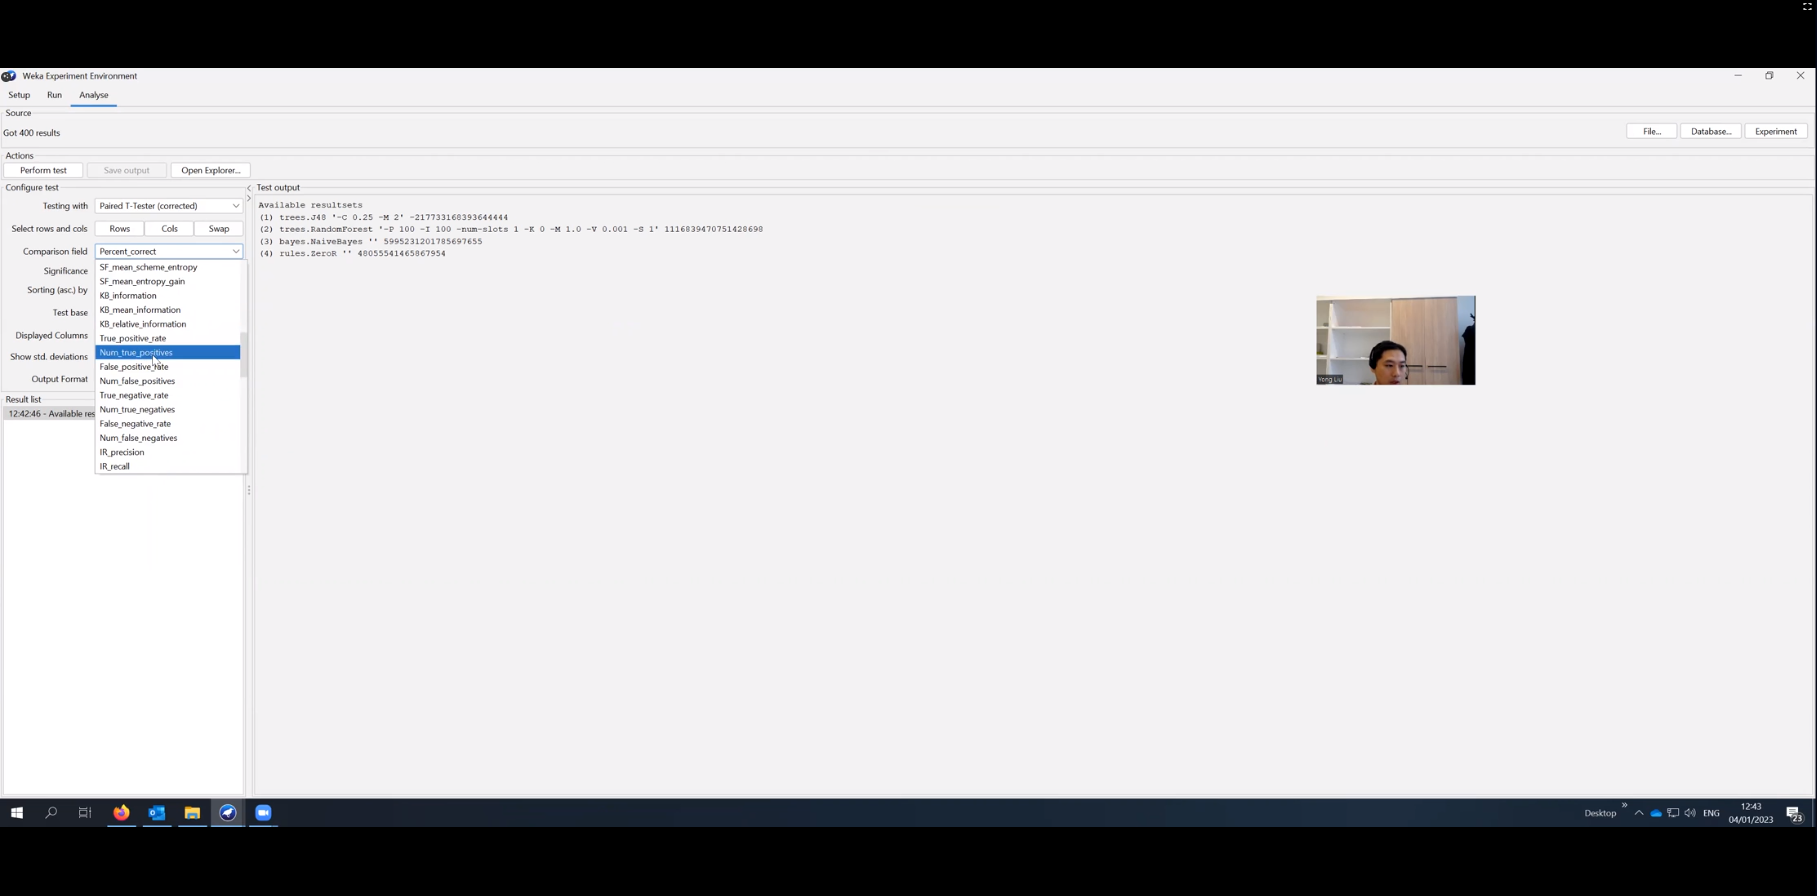 Weka Experiment Environment
Setup Run Analyse
Source
Got 400 results
File... Database... Experiment
Actions
Perform test Save output Open Explorer...
Configure test
Testing with Paired T-Tester (corrected)
Select rows and cols Rows Cols Swap
Comparison field Percent_correct
Significance
Sorting (asc.) by
Test base
Displayed Columns
Show std. deviations
Output Format
SF_mean_scheme_entropy
SF_mean_entropy_gain
KB_information
KB_mean_information
KB_relative_information
True_positive_rate
Num_true_positives
False_positive_rate
Num_false_positives
True_negative_rate
Num_true_negatives
False_negative_rate
Num_false_negatives
IR_precision
IR_recall
Result list
12:42:46 - Available res
Test output
Available resultsets
(1) trees.J48 '-C 0.25 -M 2' -217733168393644444
(2) trees.RandomForest '-P 100 -I 100 -num-slots 1 -K 0 -M 1.0 -V 0.001 -S 1' 1116839470751428698
(3) bayes.NaiveBayes '' 5995231201785697655
(4) rules.ZeroR '' 48055541465867954
Yong Liu
Desktop
ENG
12:43
04/01/2023
23